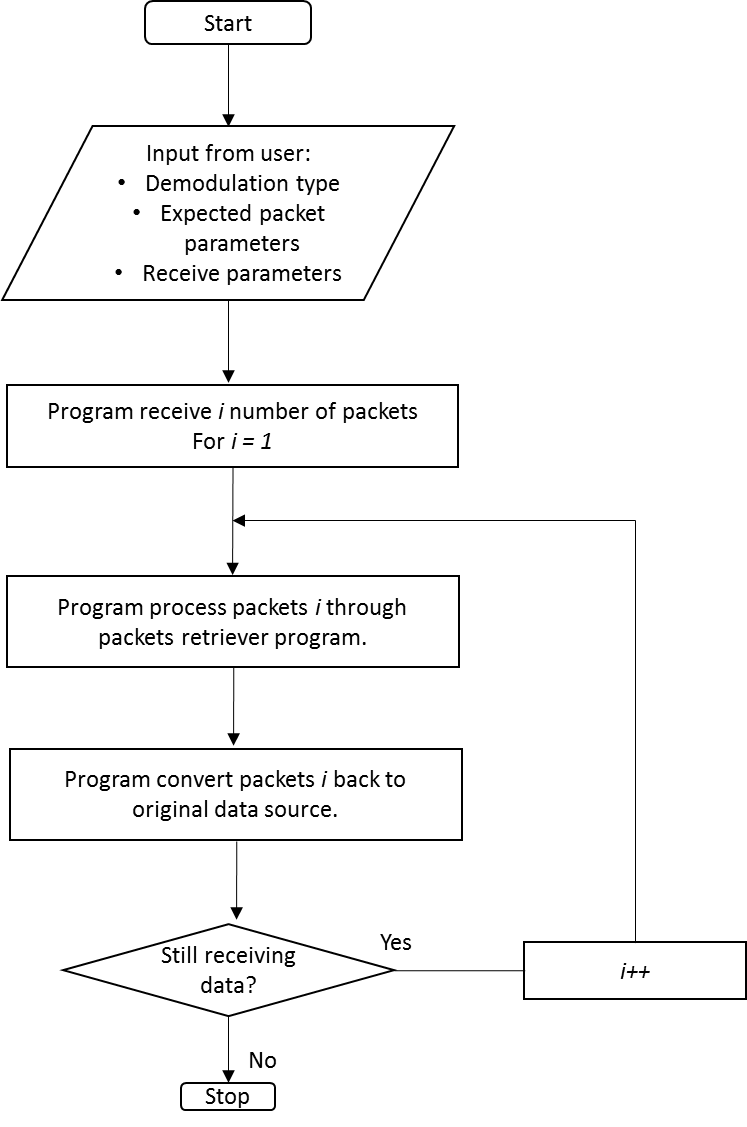 Start
Input from user:
• Demodulation type
• Expected packet
parameters
• Receive parameters
Program receive i number of packets
For i = 1
Program process packets i through
packets retriever program.
Program convert packets i back to
original data source.
Still receiving
data?
Yes
i++
No
Stop